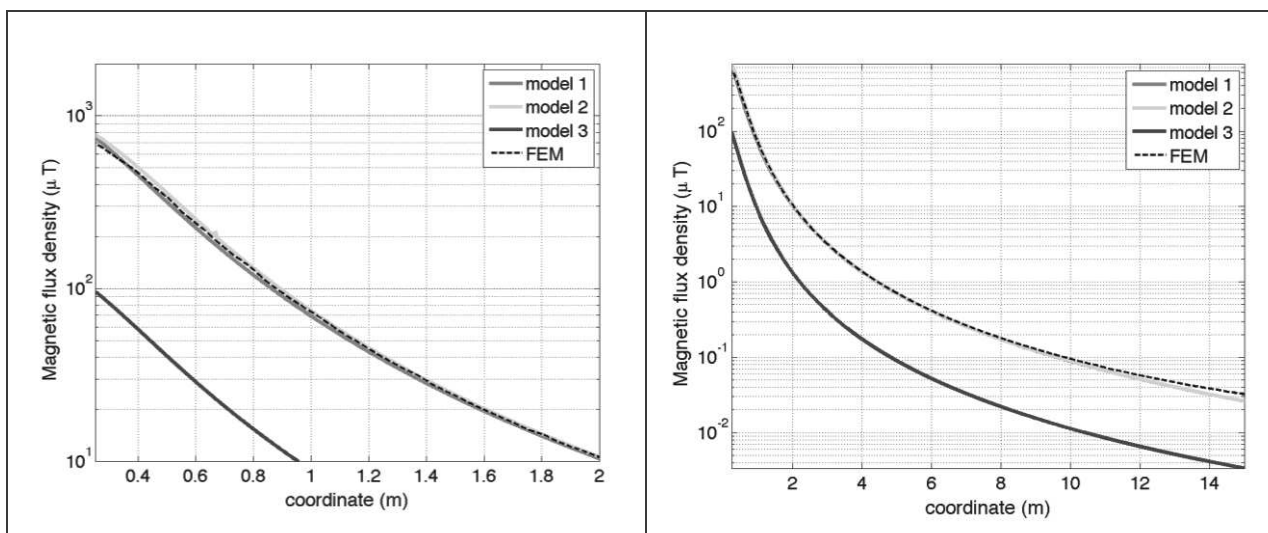 Magnetic flux density (μ T)
10^3
10^2
10^1
model 1
model 2
model 3
FEM
0.4 0.6 0.8 1 1.2 1.4 1.6 1.8 2
coordinate (m)
Magnetic flux density (μ T)
10^2
10^1
10^0
10^-1
10^-2
model 1
model 2
model 3
FEM
2 4 6 8 10 12 14
coordinate (m)